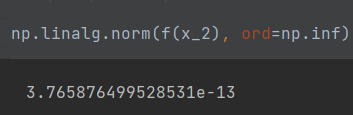 np.linalg.norm(f(x_2), ord=np.inf)
3.765876499528531e-13